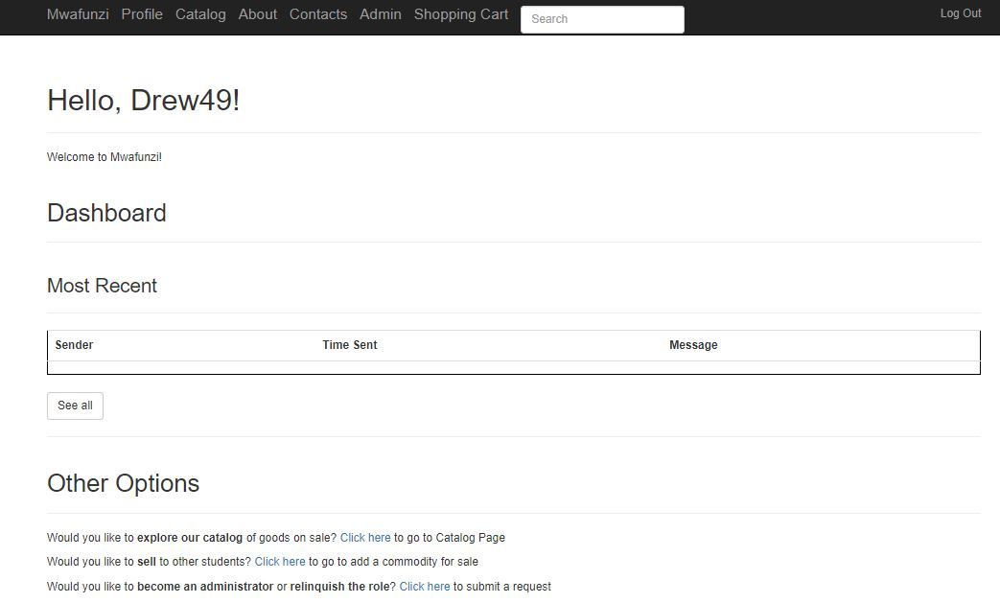 Mwafunzi Profile Catalog About Contacts Admin Shopping Cart Search Log Out
Hello, Drew49!
Welcome to Mwafunzi!
Dashboard
Most Recent
Sender Time Sent Message
See all
Other Options
Would you like to explore our catalog of goods on sale? Click here to go to Catalog Page
Would you like to sell to other students? Click here to go to add a commodity for sale
Would you like to become an administrator or relinquish the role? Click here to submit a request